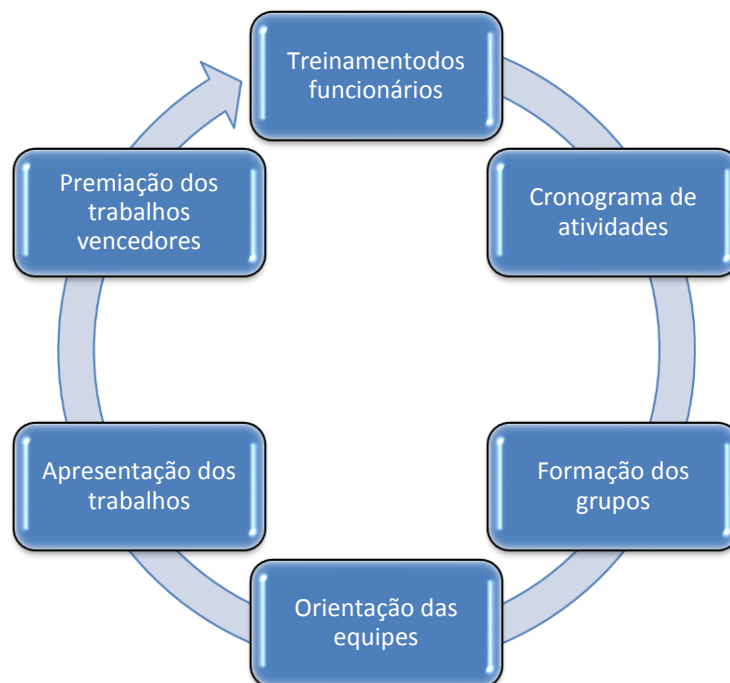 Treinamentodos
funcionários
Cronograma de
atividades
Formação dos
grupos
Orientação das
equipes
Apresentação dos
trabalhos
Premiação dos
trabalhos
vencedores